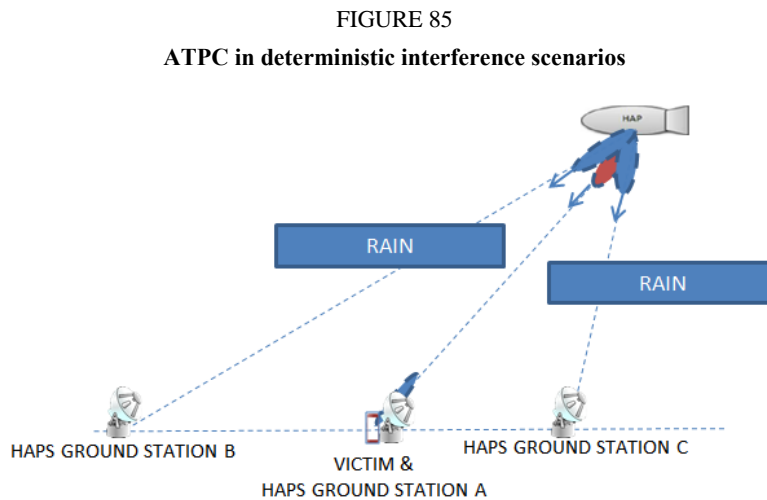 FIGURE 85
ATPC in deterministic interference scenarios
HAP
RAIN
RAIN
HAPS GROUND STATION B
VICTIM &
HAPS GROUND STATION A
HAPS GROUND STATION C